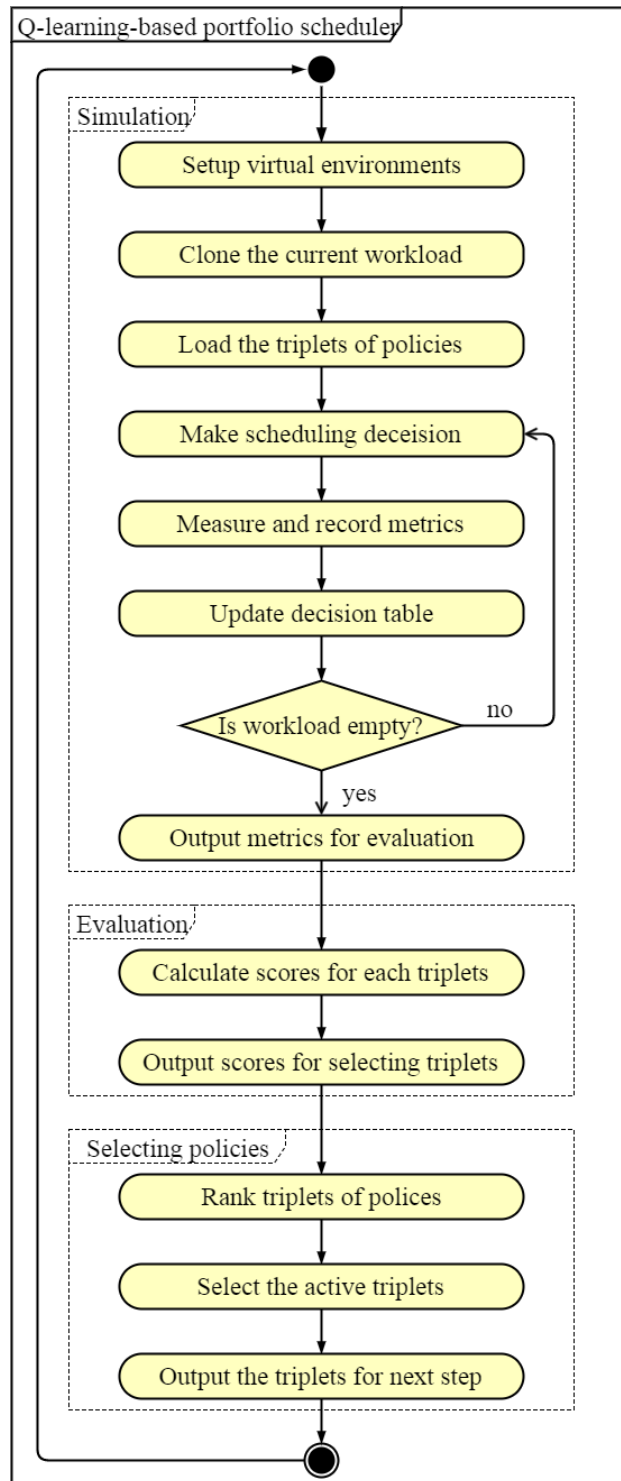 Q-learning-based portfolio scheduler
Simulation
Setup virtual environments
Clone the current workload
Load the triplets of policies
Make scheduling deceision
Measure and record metrics
Update decision table
Is workload empty?
no
yes
Output metrics for evaluation
Evaluation
Calculate scores for each triplets
Output scores for selecting triplets
Selecting policies
Rank triplets of polices
Select the active triplets
Output the triplets for next step